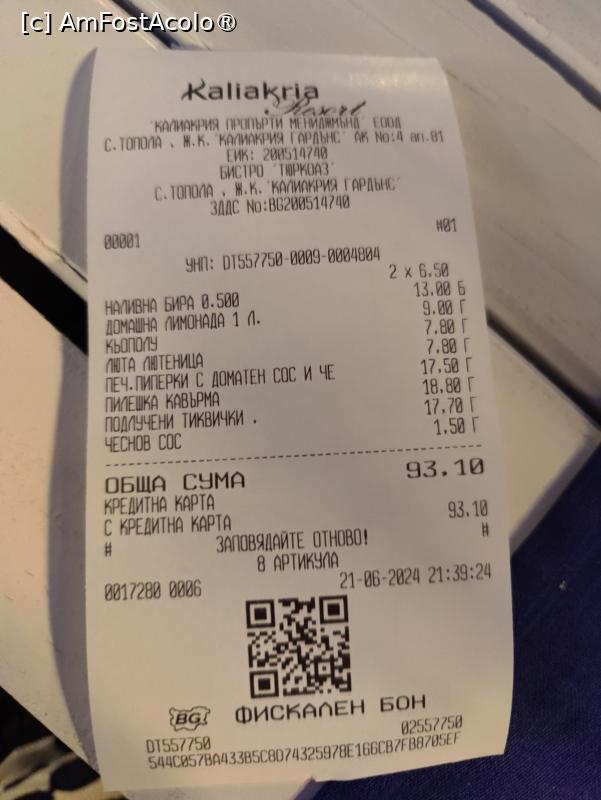 [c] AmFostAcolo®
Kaliakria
Resort
"КАЛИАКРИЯ ПРОПЪРТИ МЕНИДЖМЪНД" ЕООД
С.ТОПОЛА , Ж.К."КАЛИАКРИЯ ГАРДЪНС" АК No:4 ап.01
ЕИК: 200514740
БИСТРО "ТЮРКОАЗ"
С.ТОПОЛА , Ж.К."КАЛИАКРИЯ ГАРДЪНС"
ЗДДС No:BG200514740
00001 #01
УНП: DT557750-0009-0004804
2 x 6.50
НАЛИВНА БИРА 0.500 13.00 Б
ДОМАШНА ЛИМОНАДА 1 Л. 9.00 Г
КЬОПОЛУ 7.80 Г
ЛЮТА ЛЮТЕНИЦА 7.80 Г
ПЕЧ.ПИПЕРКИ С ДОМАТЕН СОС И ЧЕ 17.50 Г
ПИЛЕШКА КАВЪРМА 18.80 Г
ПОДЛУЧЕНИ ТИКВИЧКИ . 17.70 Г
ЧЕСНОВ СОС 1.50 Г
ОБЩА СУМА 93.10
КРЕДИТНА КАРТА 93.10
С КРЕДИТНА КАРТА
# ЗАПОВЯДАЙТЕ ОТНОВО! #
8 АРТИКУЛА
0017280 0006 21-06-2024 21:39:24
BG ФИСКАЛЕН БОН
DT557750 02557750
544C057BA433B5C8D74325978E166CB7FB8705EF